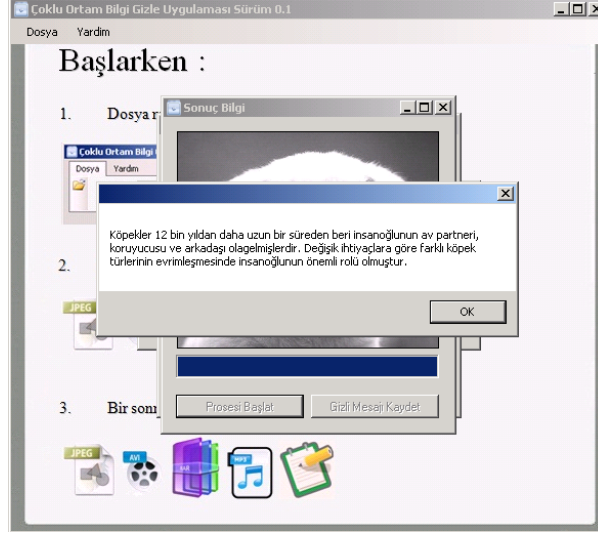 Çoklu Ortam Bilgi Gizle Uygulaması Sürüm 0.1
Dosya Yardim
Başlarken :
1. Dosya
Sonuç Bilgi
Çoklu Ortam Bilgi
Dosya Yardım
Köpekler 12 bin yıldan daha uzun bir süreden beri insanoğlunun av partneri,
koruyucusu ve arkadaşı olagelmişlerdir. Değişik ihtiyaçlara göre farklı köpek
türlerinin evrimleşmesinde insanoğlunun önemli rolü olmuştur.
OK
2.
JPEG
Prosesi Başlat Gizli Mesajı Kaydet
3. Bir
JPEG AVI RAR MP3